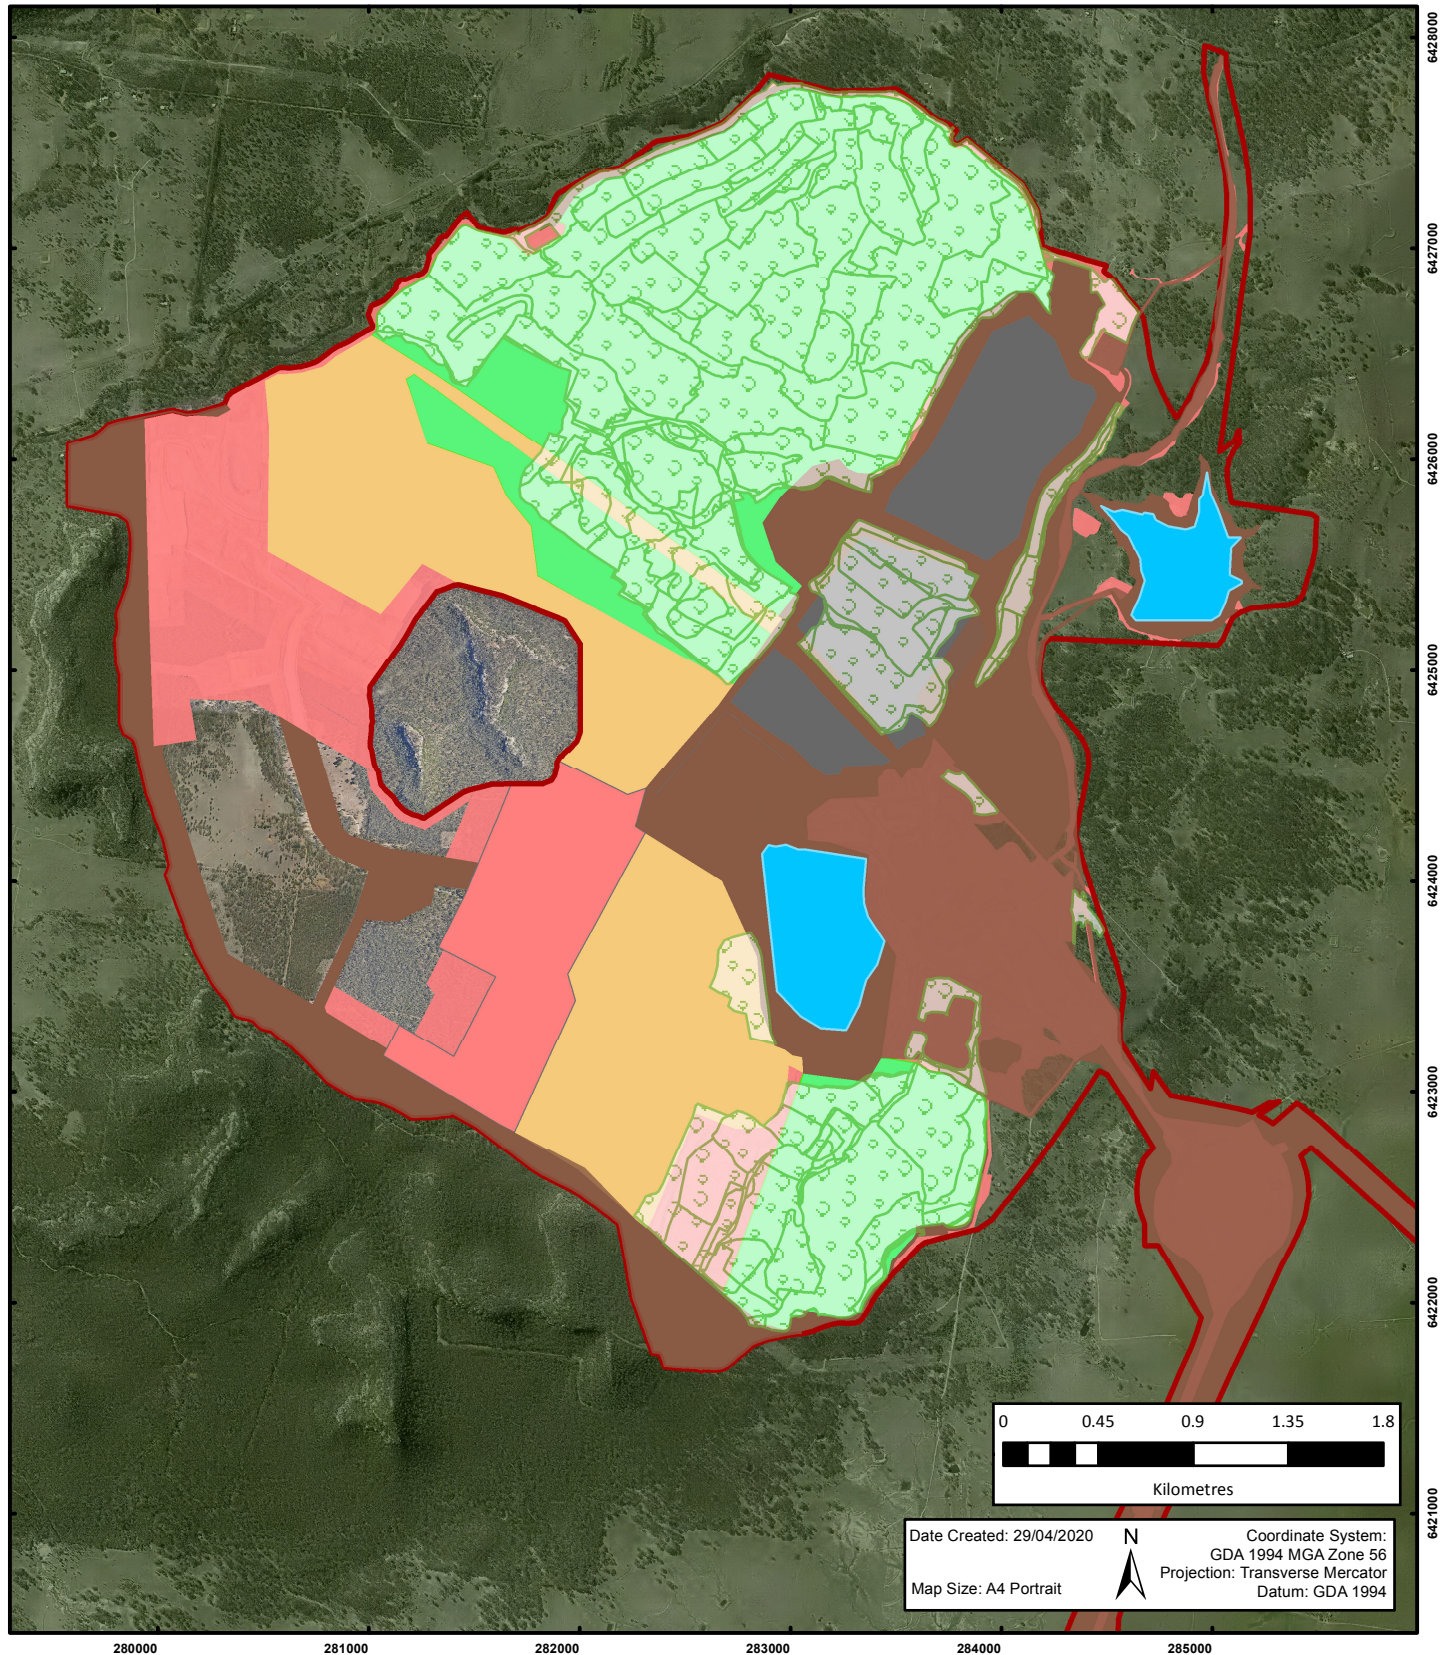 6428000
6427000
6426000
6425000
6424000
6423000
6422000
6421000
0 0.45 0.9 1.35 1.8
Kilometres
Date Created: 29/04/2020
Map Size: A4 Portrait
N
Coordinate System:
GDA 1994 MGA Zone 56
Projection: Transverse Mercator
Datum: GDA 1994
280000 281000 282000 283000 284000 285000